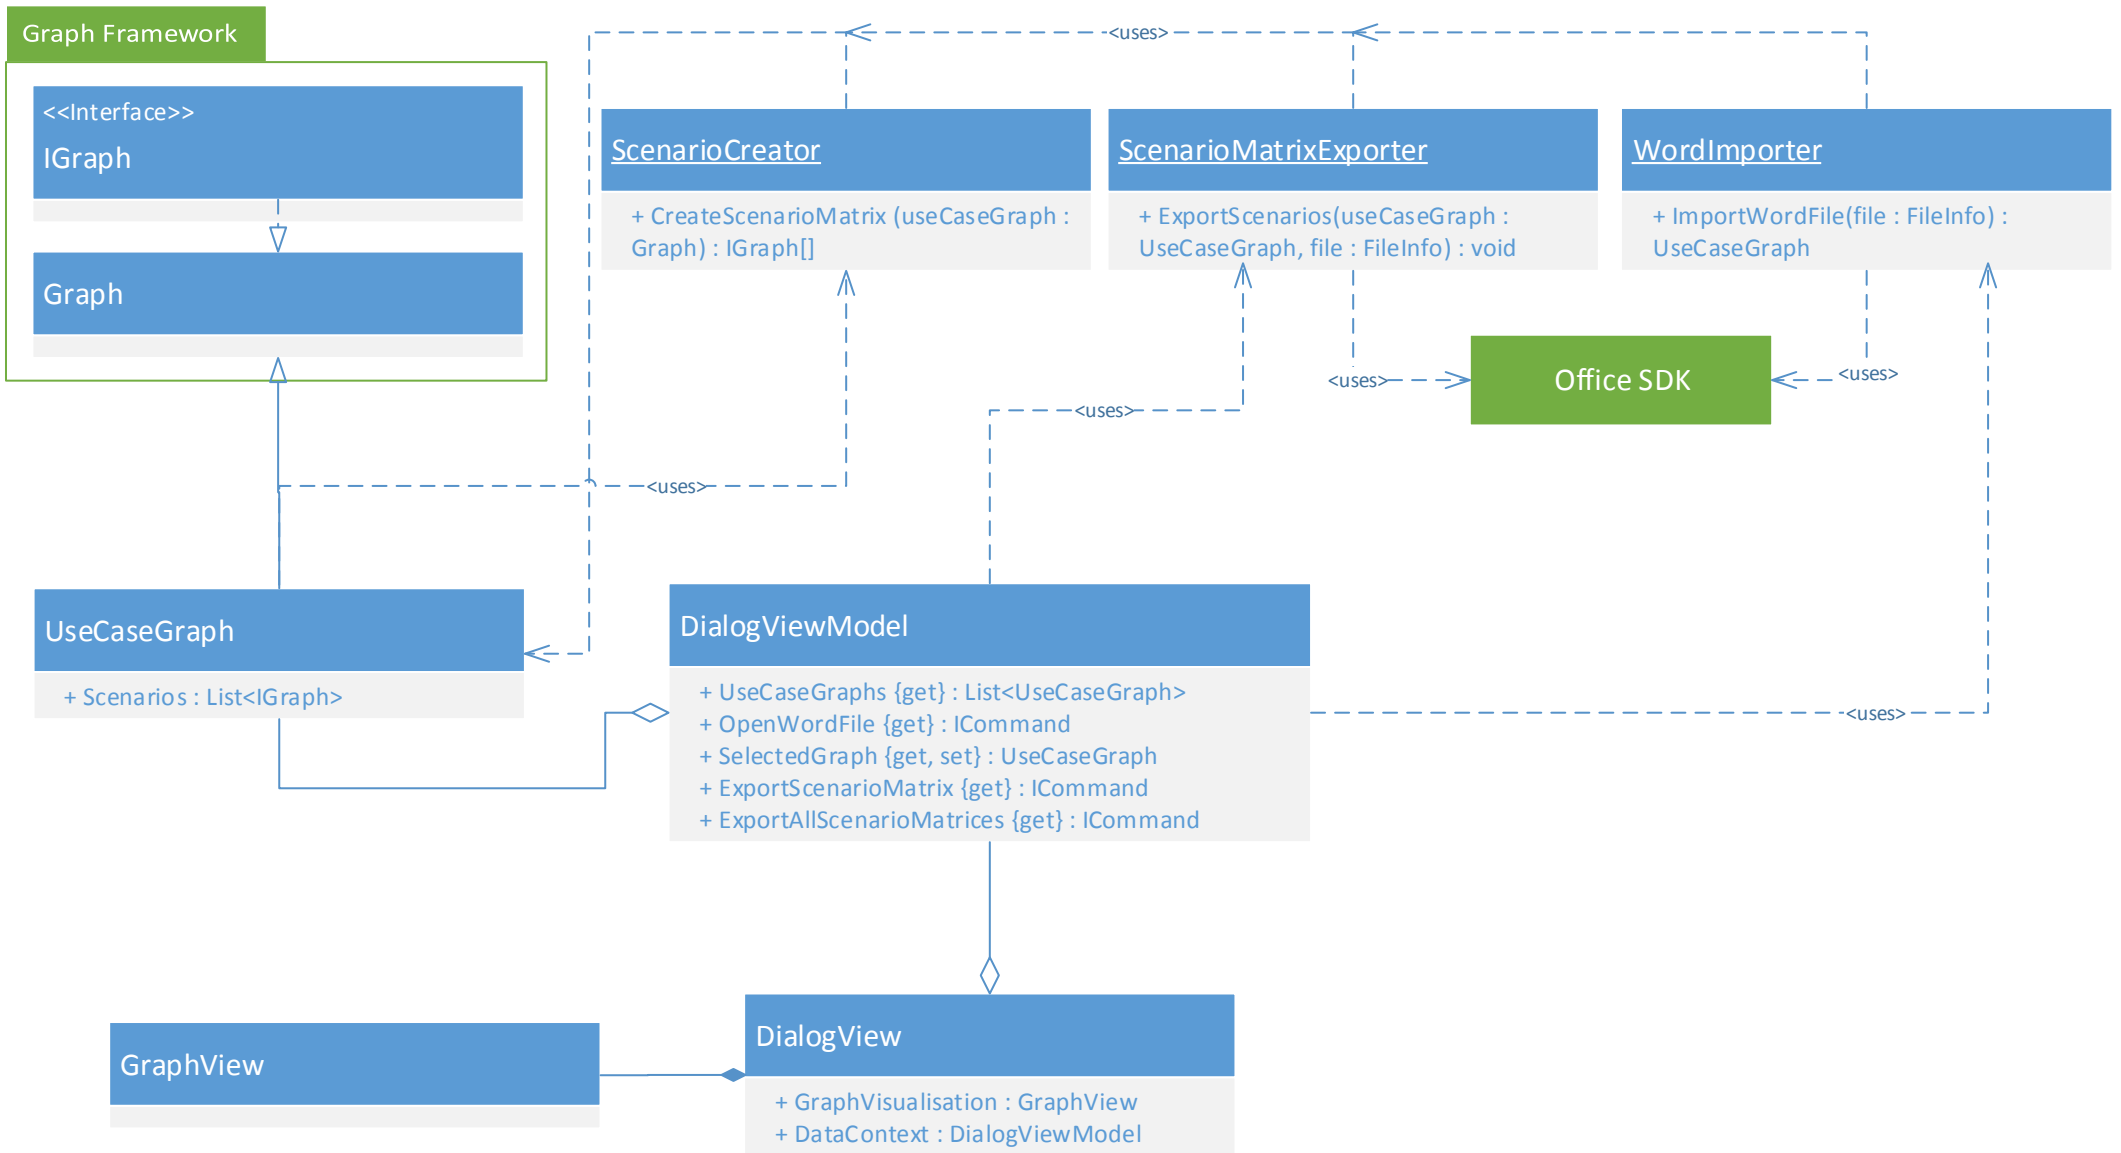 Graph Framework
<<Interface>>
IGraph
Graph
<uses>
ScenarioCreator
+ CreateScenarioMatrix (useCaseGraph :
Graph) : IGraph[]
ScenarioMatrixExporter
+ ExportScenarios(useCaseGraph :
UseCaseGraph, file : FileInfo) : void
WordImporter
+ ImportWordFile(file : FileInfo) :
UseCaseGraph
<uses>
Office SDK
<uses>
<uses>
<uses>
UseCaseGraph
+ Scenarios : List<IGraph>
DialogViewModel
+ UseCaseGraphs {get} : List<UseCaseGraph>
+ OpenWordFile {get} : ICommand
+ SelectedGraph {get, set} : UseCaseGraph
+ ExportScenarioMatrix {get} : ICommand
+ ExportAllScenarioMatrices {get} : ICommand
<uses>
GraphView
DialogView
+ GraphVisualisation : GraphView
+ DataContext : DialogViewModel